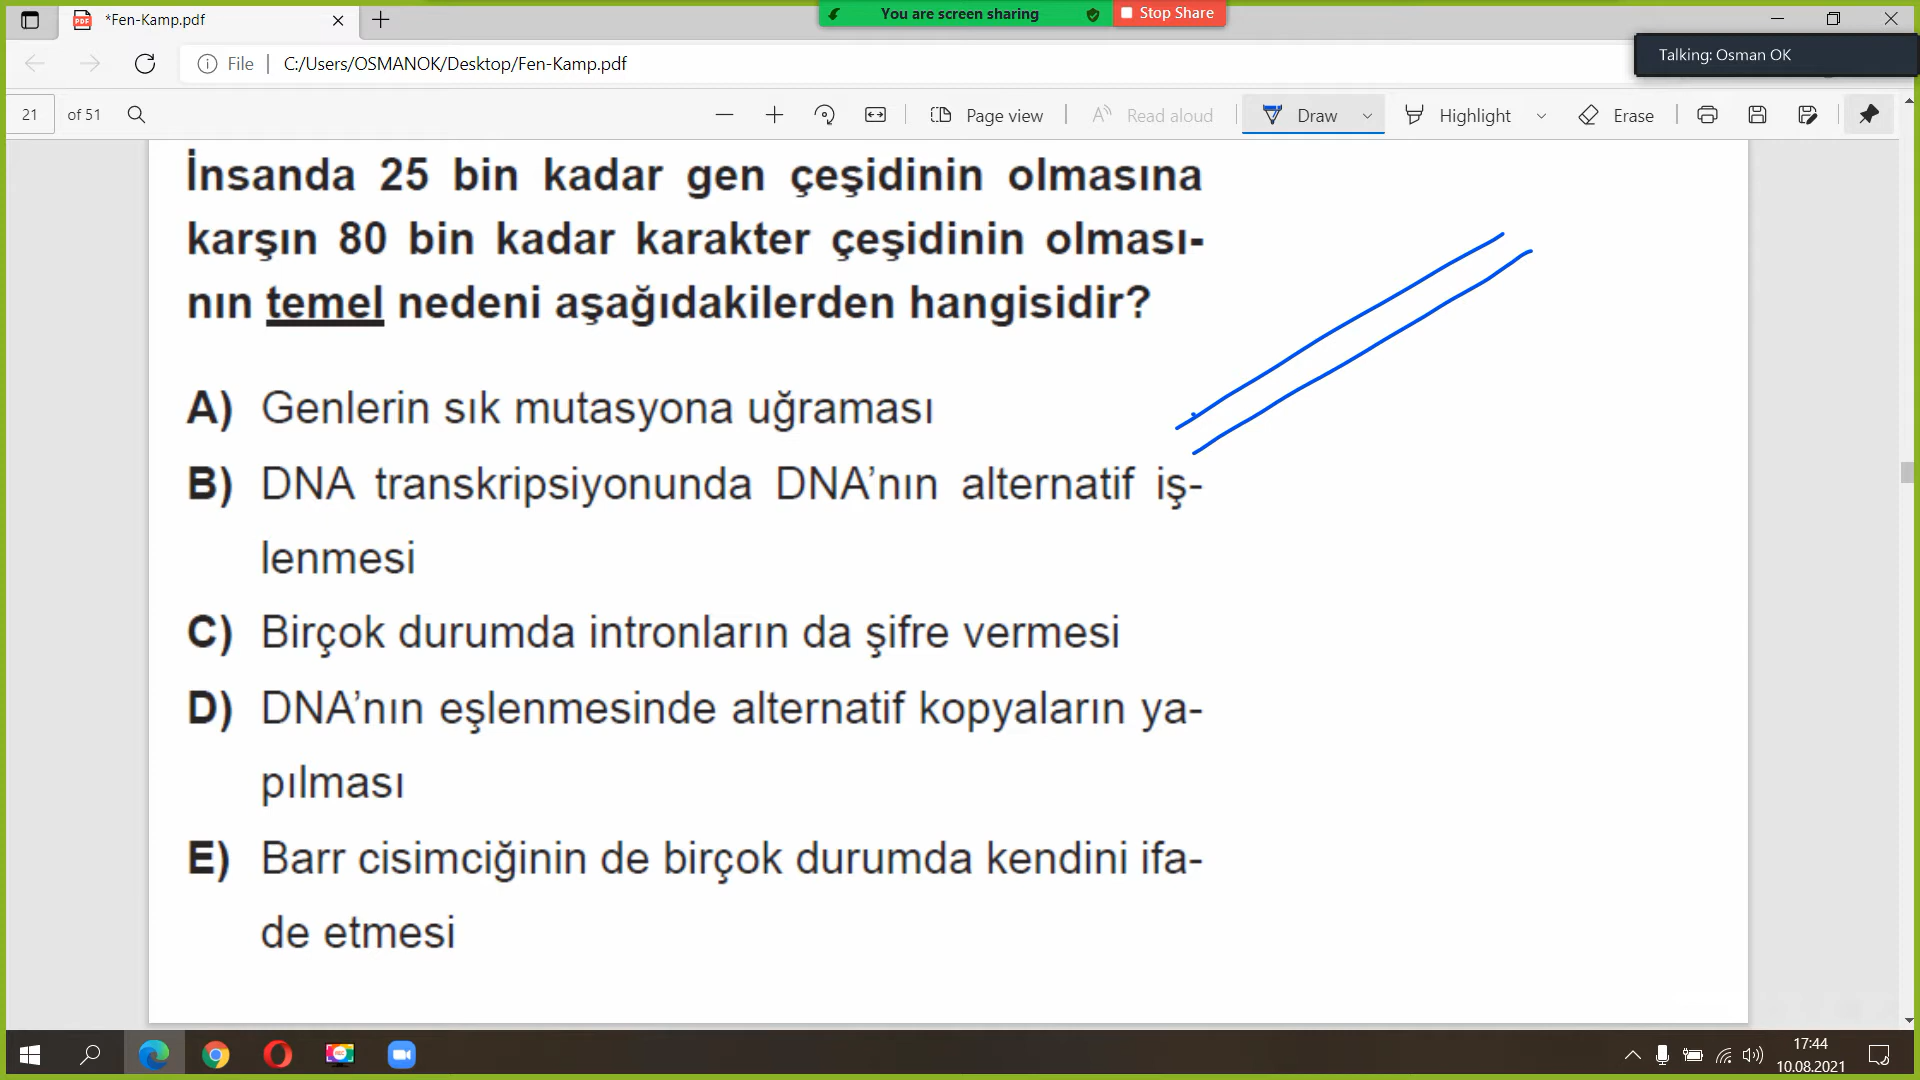 *Fen-Kamp.pdf
You are screen sharing
Stop Share
Talking: Osman OK
File
C:/Users/OSMANOK/Desktop/Fen-Kamp.pdf
21 of 51
Page view
Read aloud
Draw
Highlight
Erase
İnsanda 25 bin kadar gen çeşidinin olmasına
karşın 80 bin kadar karakter çeşidinin olması-
nın temel nedeni aşağıdakilerden hangisidir?
A) Genlerin sık mutasyona uğraması
B) DNA transkripsiyonunda DNA’nın alternatif iş-
lenmesi
C) Birçok durumda intronların da şifre vermesi
D) DNA’nın eşlenmesinde alternatif kopyaların ya-
pılması
E) Barr cisimciğinin de birçok durumda kendini ifa-
de etmesi
17:44
10.08.2021